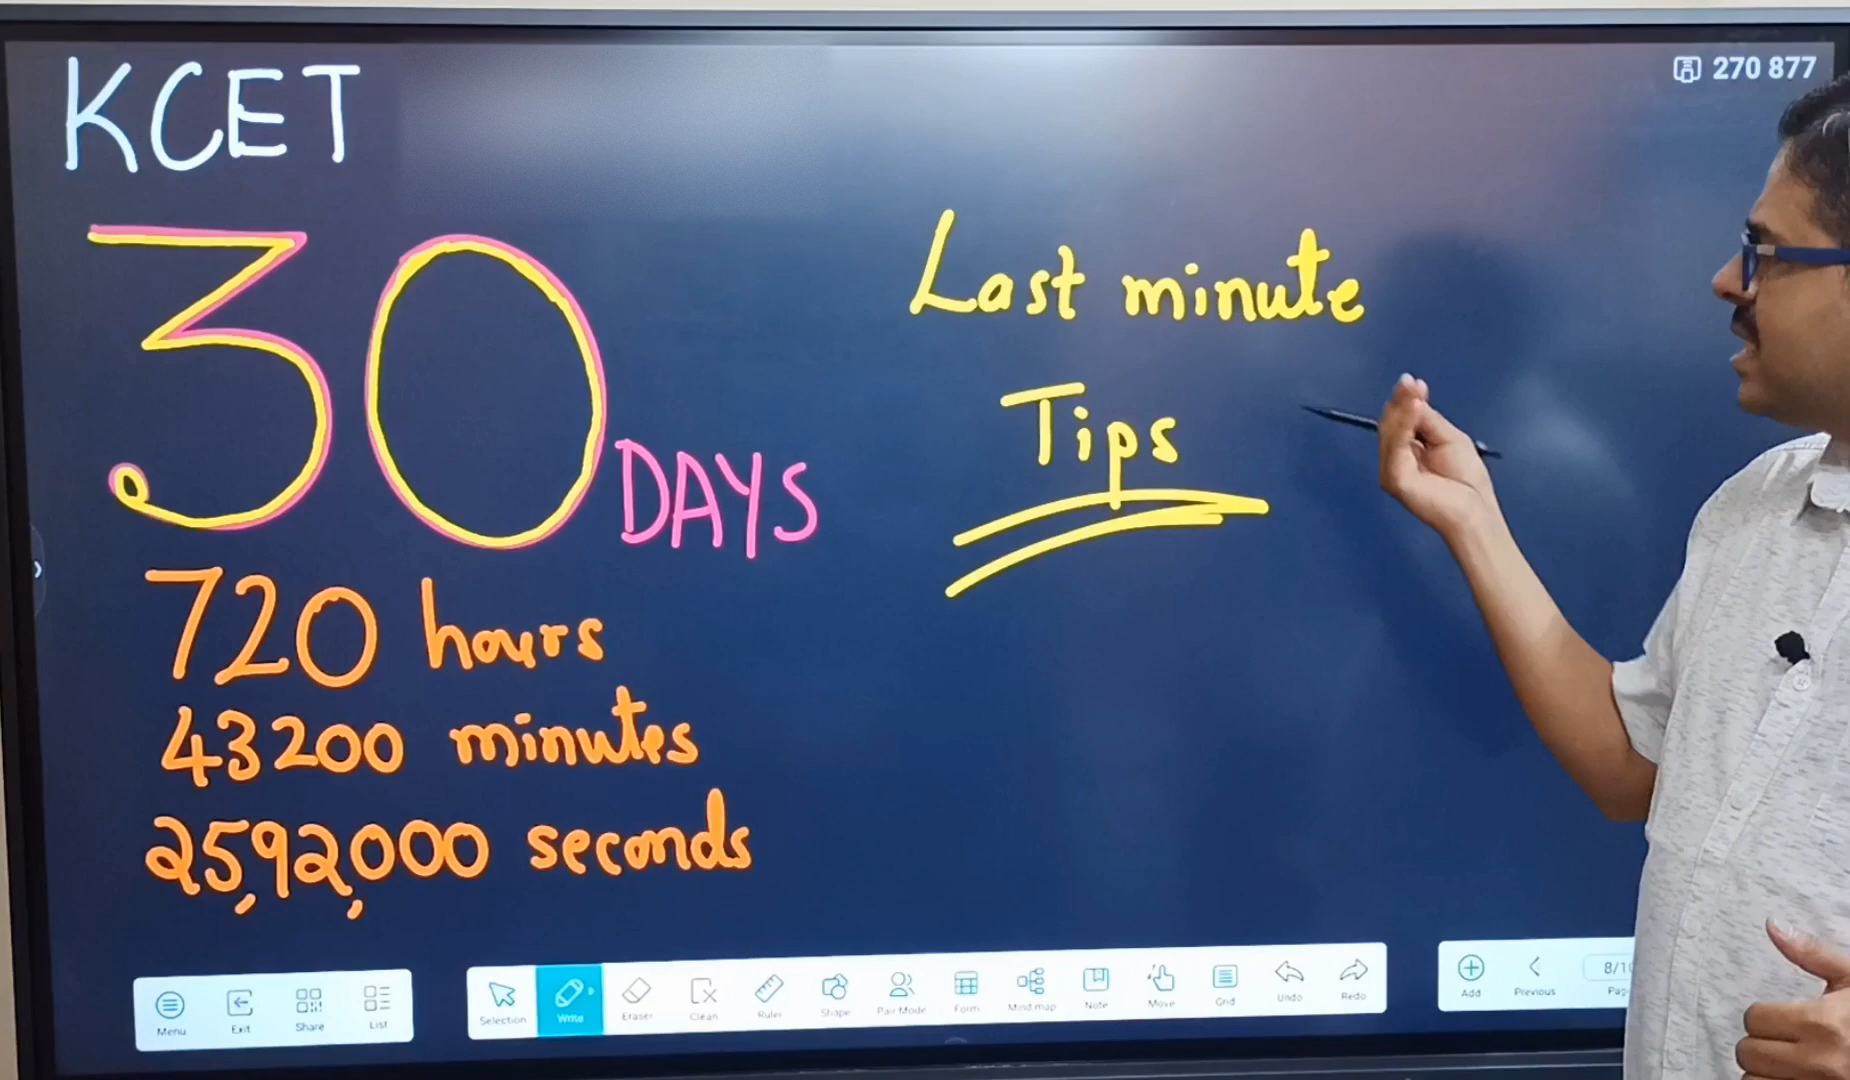 KCET
270 877
30 DAYS
Last minute
Tips
720 hours
43200 minutes
25,92,000 seconds
Menu Exit Share List
Selection Write Eraser Clean Ruler Shape Pair Mode Form Mind map Note Move Grid Undo Redo
Add Previous
8/10